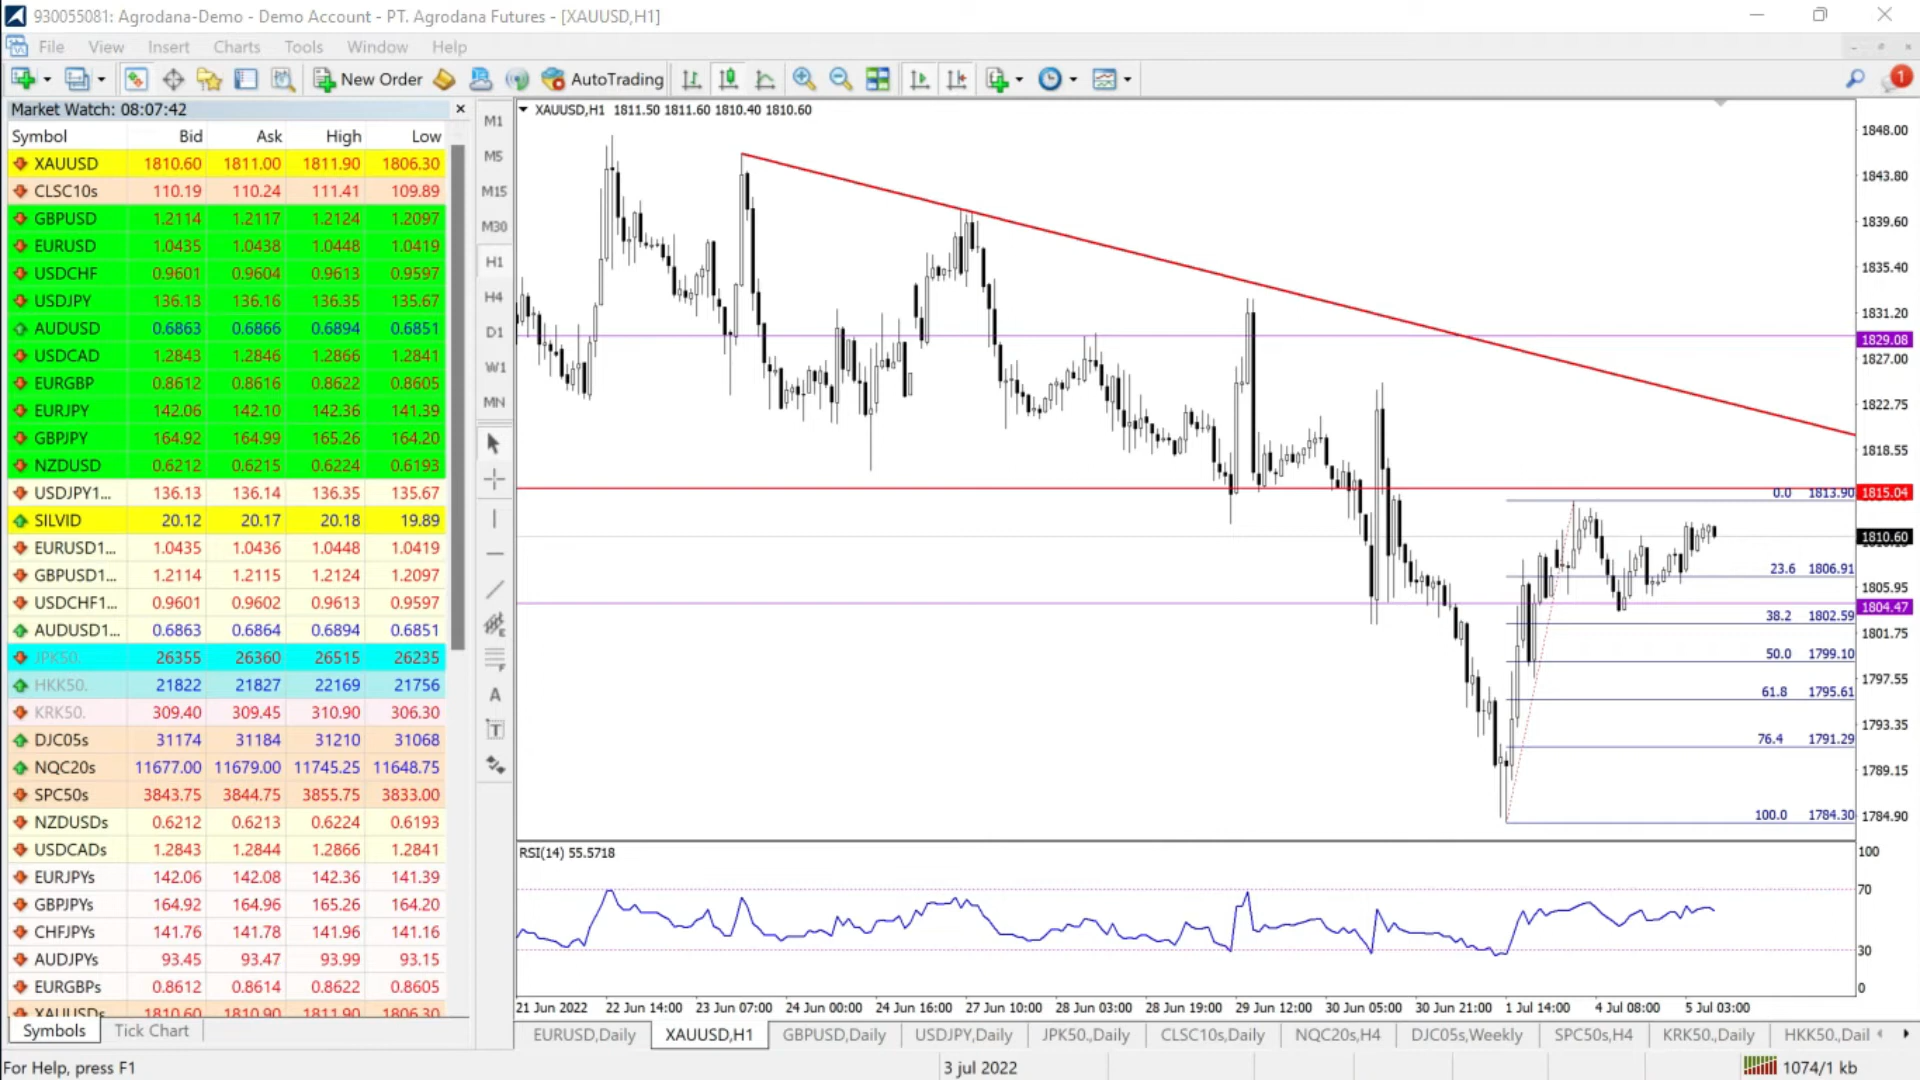 930055081: Agrodana-Demo - Demo Account - PT. Agrodana Futures - [XAUUSD,H1]
File View Insert Charts Tools Window Help
New Order AutoTrading 1
Market Watch: 08:07:42
Symbol Bid Ask High Low
XAUUSD 1810.60 1811.00 1811.90 1806.30
CLSC10s 110.19 110.24 111.41 109.89
GBPUSD 1.2114 1.2117 1.2124 1.2097
EURUSD 1.0435 1.0438 1.0448 1.0419
USDCHF 0.9601 0.9604 0.9613 0.9597
USDJPY 136.13 136.16 136.35 135.67
AUDUSD 0.6863 0.6866 0.6894 0.6851
USDCAD 1.2843 1.2846 1.2866 1.2841
EURGBP 0.8612 0.8616 0.8622 0.8605
EURJPY 142.06 142.10 142.36 141.39
GBPJPY 164.92 164.99 165.26 164.20
NZDUSD 0.6212 0.6215 0.6224 0.6193
USDJPY1... 136.13 136.14 136.35 135.67
SILVID 20.12 20.17 20.18 19.89
EURUSD1... 1.0435 1.0436 1.0448 1.0419
GBPUSD1... 1.2114 1.2115 1.2124 1.2097
USDCHF1... 0.9601 0.9602 0.9613 0.9597
AUDUSD1... 0.6863 0.6864 0.6894 0.6851
JPK50. 26355 26360 26515 26235
HKK50. 21822 21827 22169 21756
KRK50. 309.40 309.45 310.90 306.30
DJC05s 31174 31184 31210 31068
NQC20s 11677.00 11679.00 11745.25 11648.75
SPC50s 3843.75 3844.75 3855.75 3833.00
NZDUSDs 0.6212 0.6213 0.6224 0.6193
USDCADs 1.2843 1.2844 1.2866 1.2841
EURJPYs 142.06 142.08 142.36 141.39
GBPJPYs 164.92 164.96 165.26 164.20
CHFJPYs 141.76 141.78 141.96 141.16
AUDJPYs 93.45 93.47 93.99 93.15
EURGBPs 0.8612 0.8614 0.8622 0.8605
XAUUSDs 1810.60 1810.90 1811.90 1806.30
Symbols Tick Chart
M1
M5
M15
M30
H1
H4
D1
W1
MN
A
T
XAUUSD,H1 1811.50 1811.60 1810.40 1810.60
1848.00
1843.80
1839.60
1835.40
1831.20
1829.08
1827.00
1822.75
1818.55
0.0 1813.90
1815.04
1810.60
23.6 1806.91
1805.95
1804.47
38.2 1802.59
1801.75
50.0 1799.10
1797.55
61.8 1795.61
1793.35
76.4 1791.29
1789.15
100.0 1784.30
1784.90
RSI(14) 55.5718
100
70
30
0
21 Jun 2022 22 Jun 14:00 23 Jun 07:00 24 Jun 00:00 24 Jun 16:00 27 Jun 10:00 28 Jun 03:00 28 Jun 19:00 29 Jun 12:00 30 Jun 05:00 30 Jun 21:00 1 Jul 14:00 4 Jul 08:00 5 Jul 03:00
EURUSD,Daily XAUUSD,H1 GBPUSD,Daily USDJPY,Daily JPK50.,Daily CLSC10s,Daily NQC20s,H4 DJC05s,Weekly SPC50s,H4 KRK50.,Daily HKK50.,Dail
For Help, press F1
3 jul 2022
1074/1 kb